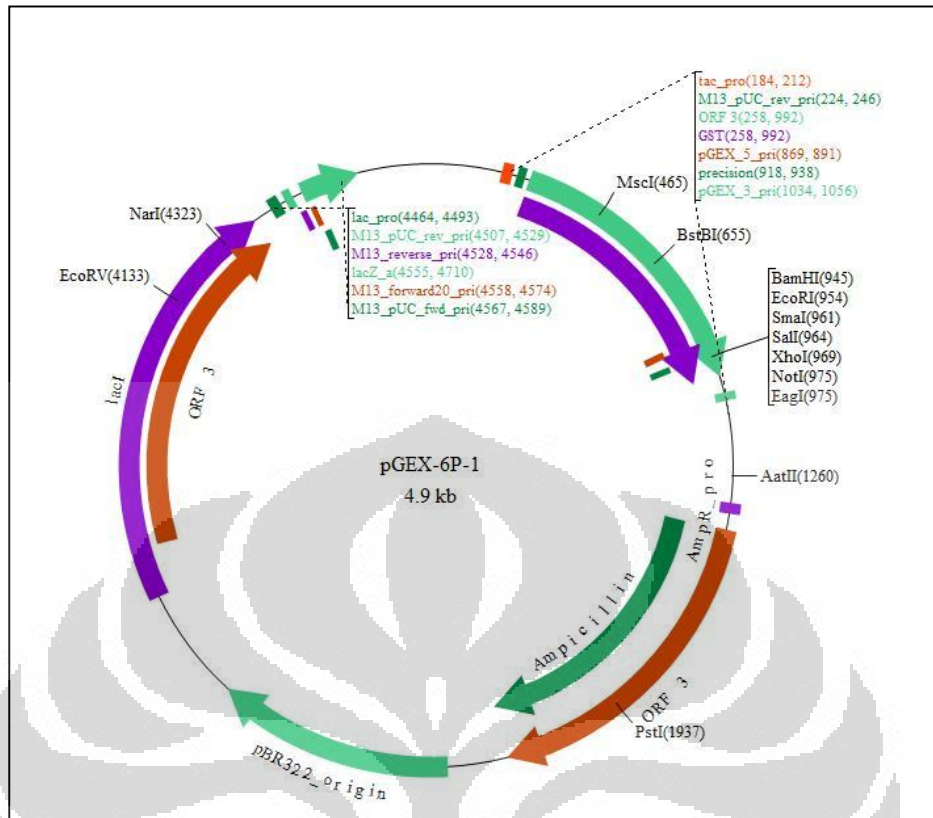 tac_pro(184, 212)
M13_pUC_rev_pri(224, 246)
ORF 3(258, 992)
GST(258, 992)
pGEX_5_pri(869, 891)
precision(918, 938)
pGEX_3_pri(1034, 1056)
MscI(465)
BstBI(655)
BamHI(945)
EcoRI(954)
SmaI(961)
SalI(964)
XhoI(969)
NotI(975)
EagI(975)
NarI(4323)
EcoRV(4133)
lac_pro(4464, 4493)
M13_pUC_rev_pri(4507, 4529)
M13_reverse_pri(4528, 4546)
lacZ_a(4555, 4710)
M13_forward20_pri(4558, 4574)
M13_pUC_fwd_pri(4567, 4589)
lacI
ORF 3
pGEX-6P-1
4.9 kb
AatII(1260)
AmpR_pro
Ampicillin
ORF 3
PstI(1937)
pBR322_origin